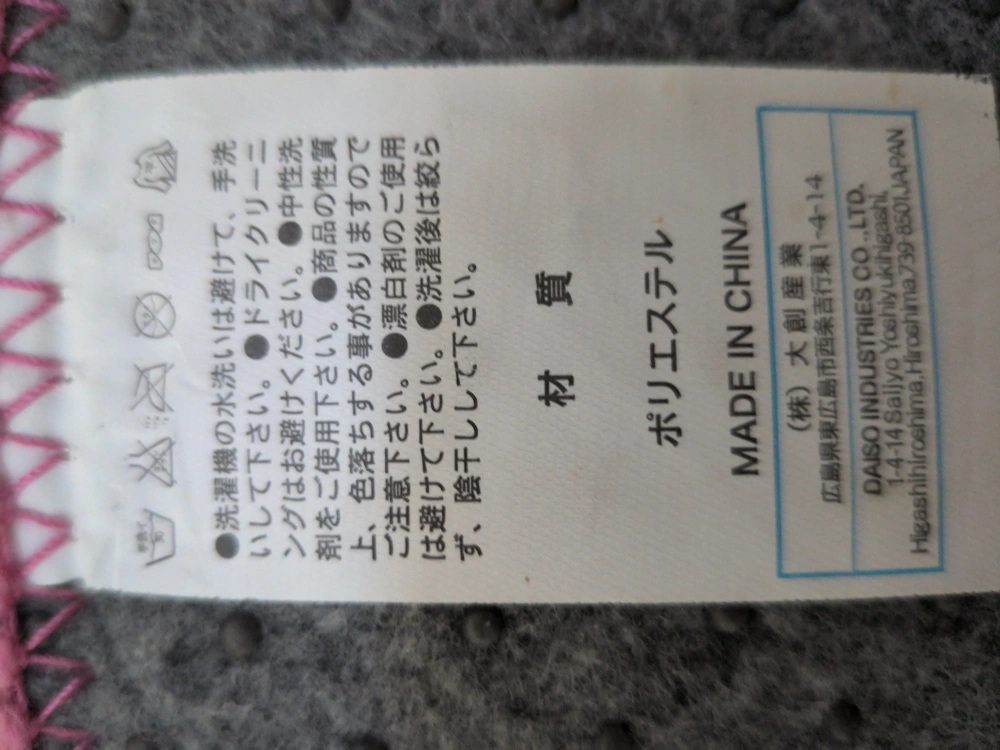 手洗イ
30
●洗濯機の水洗いは避けて、手洗
いして下さい。●ドライクリーニ
ングはお避けください。●中性洗
剤をご使用下さい。●商品の性質
上、色落ちする事がありますので
ご注意下さい。●漂白剤のご使用
は避けて下さい。●洗濯後は絞ら
ず、陰干しして下さい。
材 質
ポリエステル
MADE IN CHINA
(株) 大創産業
広島県東広島市西条吉行東1-4-14
DAISO INDUSTRIES CO.,LTD.
1-4-14 Saijyo Yoshiyukihigashi,
Higashihiroshima,Hiroshima,739-8501JAPAN